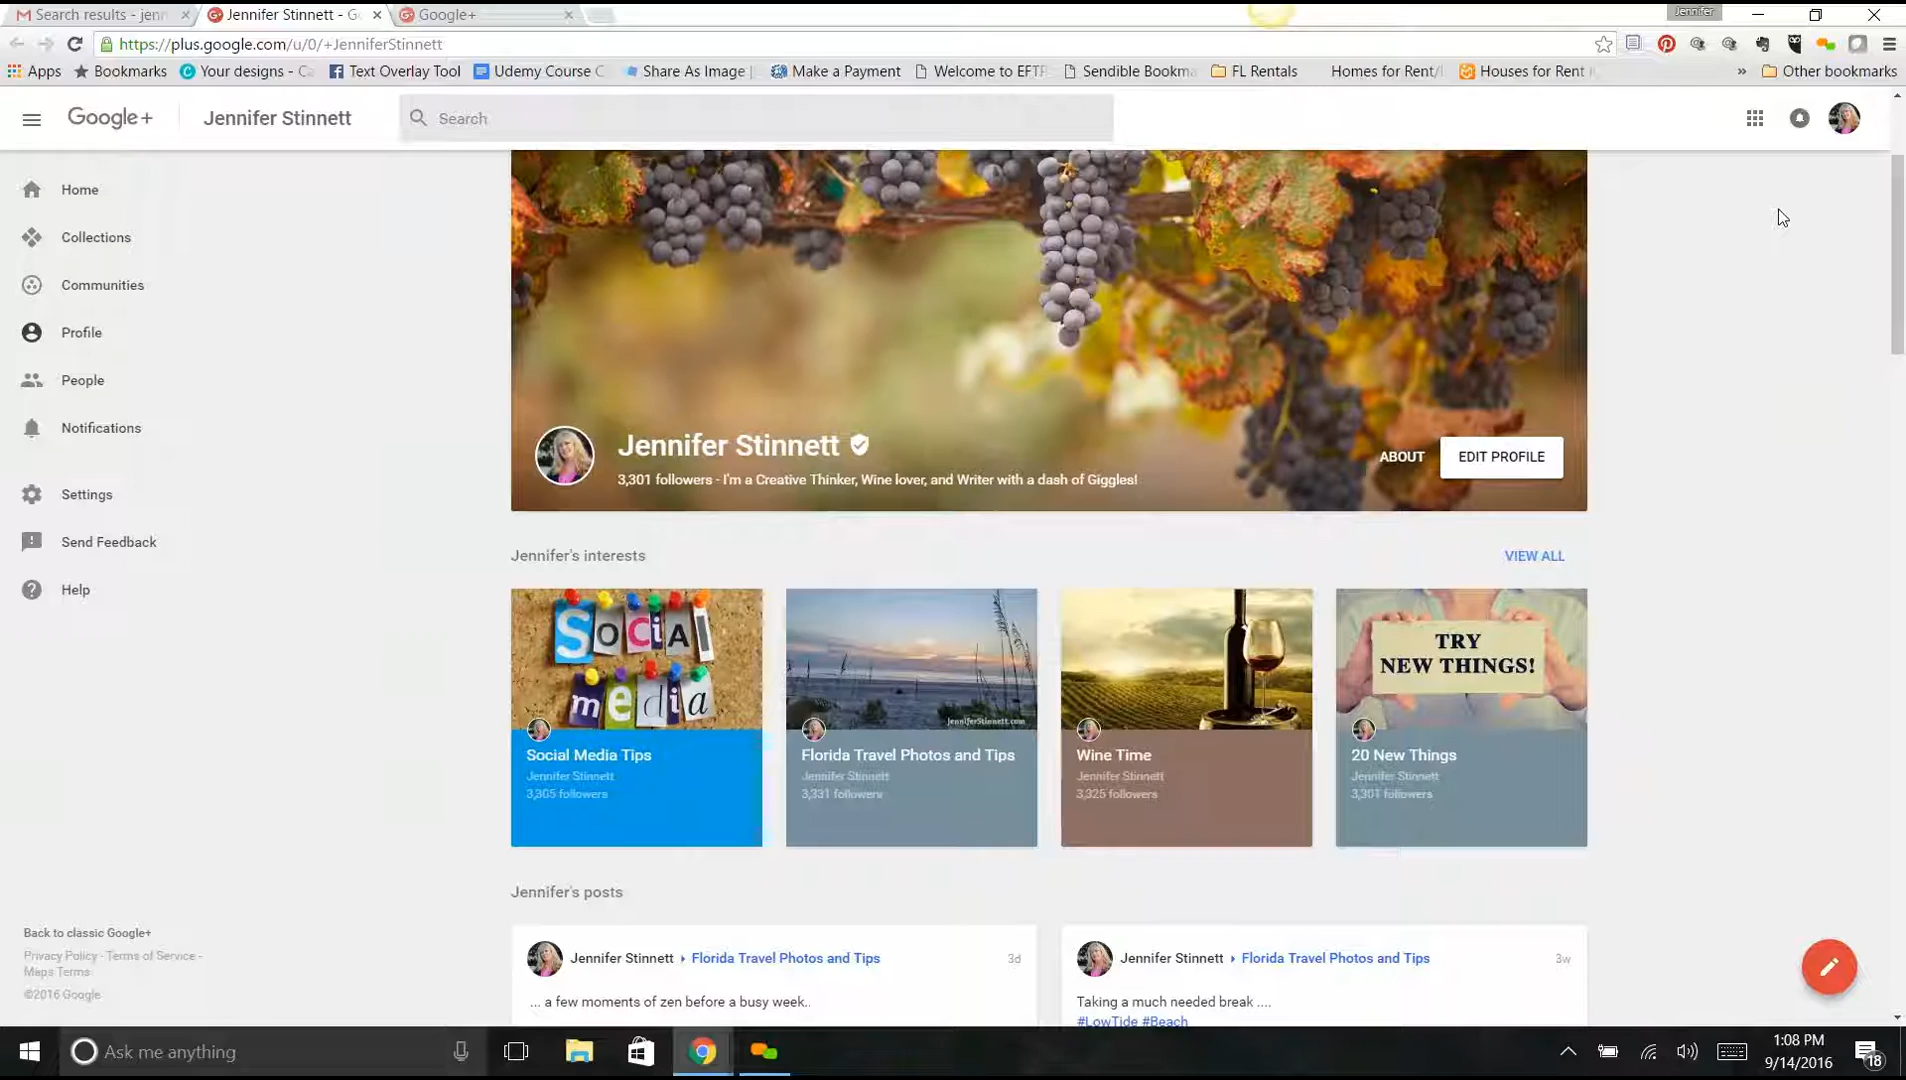 Search results - jenn
Jennifer Stinnett - Go
Google+
Jennifer
https://plus.google.com/u/0/+JenniferStinnett
Apps
Bookmarks
Your designs - C
Text Overlay Tool
Udemy Course C
Share As Image |
Make a Payment
Welcome to EFTP
Sendible Bookma
FL Rentals
Homes for Rent/
Houses for Rent
»
Other bookmarks
Google+
Jennifer Stinnett
Search
Home
Collections
Communities
Profile
People
Notifications
Settings
Send Feedback
Help
Jennifer Stinnett
3,301 followers - I'm a Creative Thinker, Wine lover, and Writer with a dash of Giggles!
ABOUT
EDIT PROFILE
Jennifer's interests
VIEW ALL
Social
media
Social Media Tips
Jennifer Stinnett
3,305 followers
JenniferStinnett.com
Florida Travel Photos and Tips
Jennifer Stinnett
3,331 followers
Wine Time
Jennifer Stinnett
3,325 followers
TRY
NEW THINGS!
20 New Things
Jennifer Stinnett
3,301 followers
Jennifer's posts
Jennifer Stinnett ▸ Florida Travel Photos and Tips 3d
... a few moments of zen before a busy week..
Jennifer Stinnett ▸ Florida Travel Photos and Tips 3w
Taking a much needed break ....
#LowTide #Beach
Back to classic Google+
Privacy Policy - Terms of Service -
Maps Terms
©2016 Google
Ask me anything
1:08 PM
9/14/2016
18